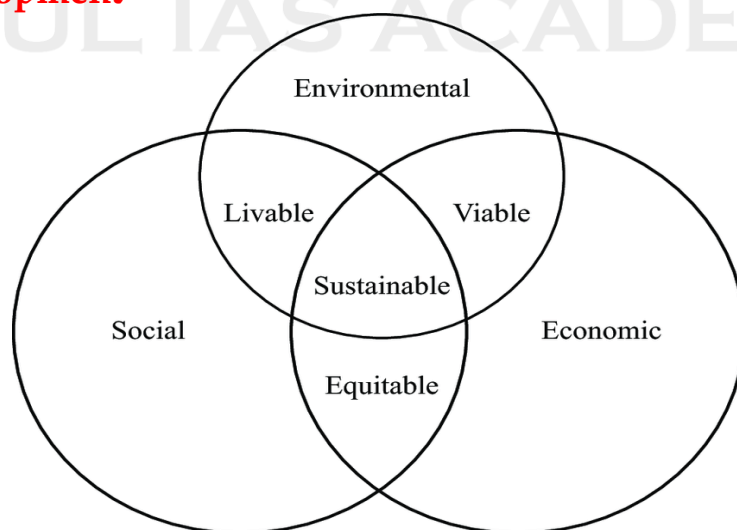 Environmental
Livable
Viable
Sustainable
Social
Economic
Equitable